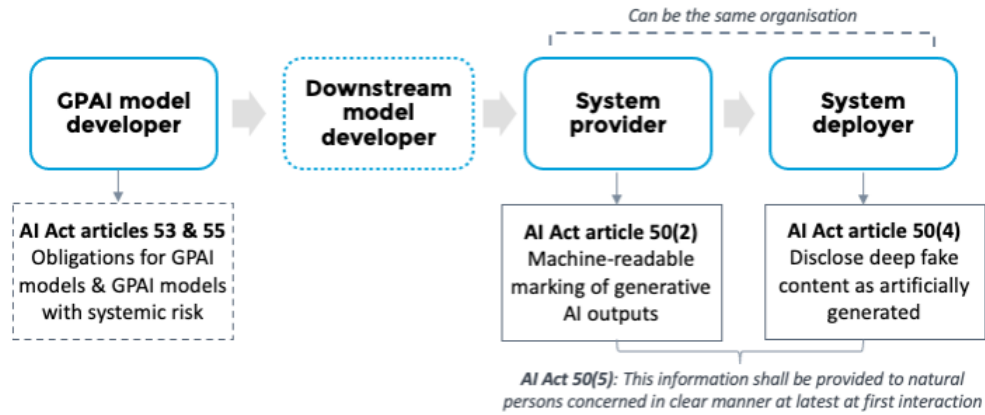 Can be the same organisation
GPAI model
developer
Downstream
model
developer
System
provider
System
deployer
AI Act articles 53 & 55
Obligations for GPAI
models & GPAI models
with systemic risk
AI Act article 50(2)
Machine-readable
marking of generative
AI outputs
AI Act article 50(4)
Disclose deep fake
content as artificially
generated
AI Act 50(5): This information shall be provided to natural
persons concerned in clear manner at latest at first interaction